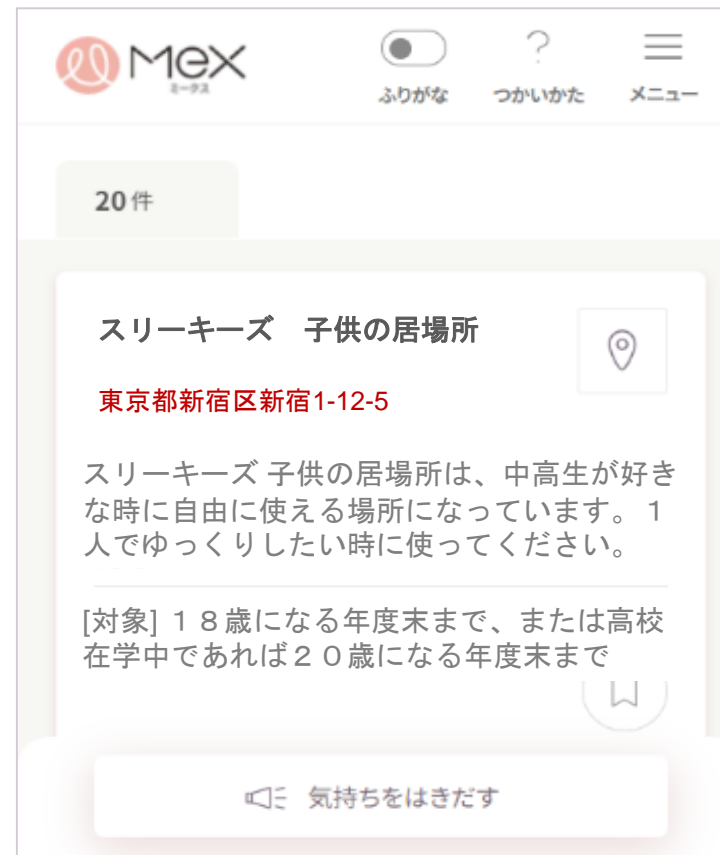 Mex
ミークス
ふりがな
つかいかた
メニュー
20件
スリーキーズ　子供の居場所
東京都新宿区新宿1-12-5
スリーキーズ 子供の居場所は、中高生が好き
な時に自由に使える場所になっています。１
人でゆっくりしたい時に使ってください。
[対象] １８歳になる年度末まで、または高校
在学中であれば２０歳になる年度末まで
気持ちをはきだす